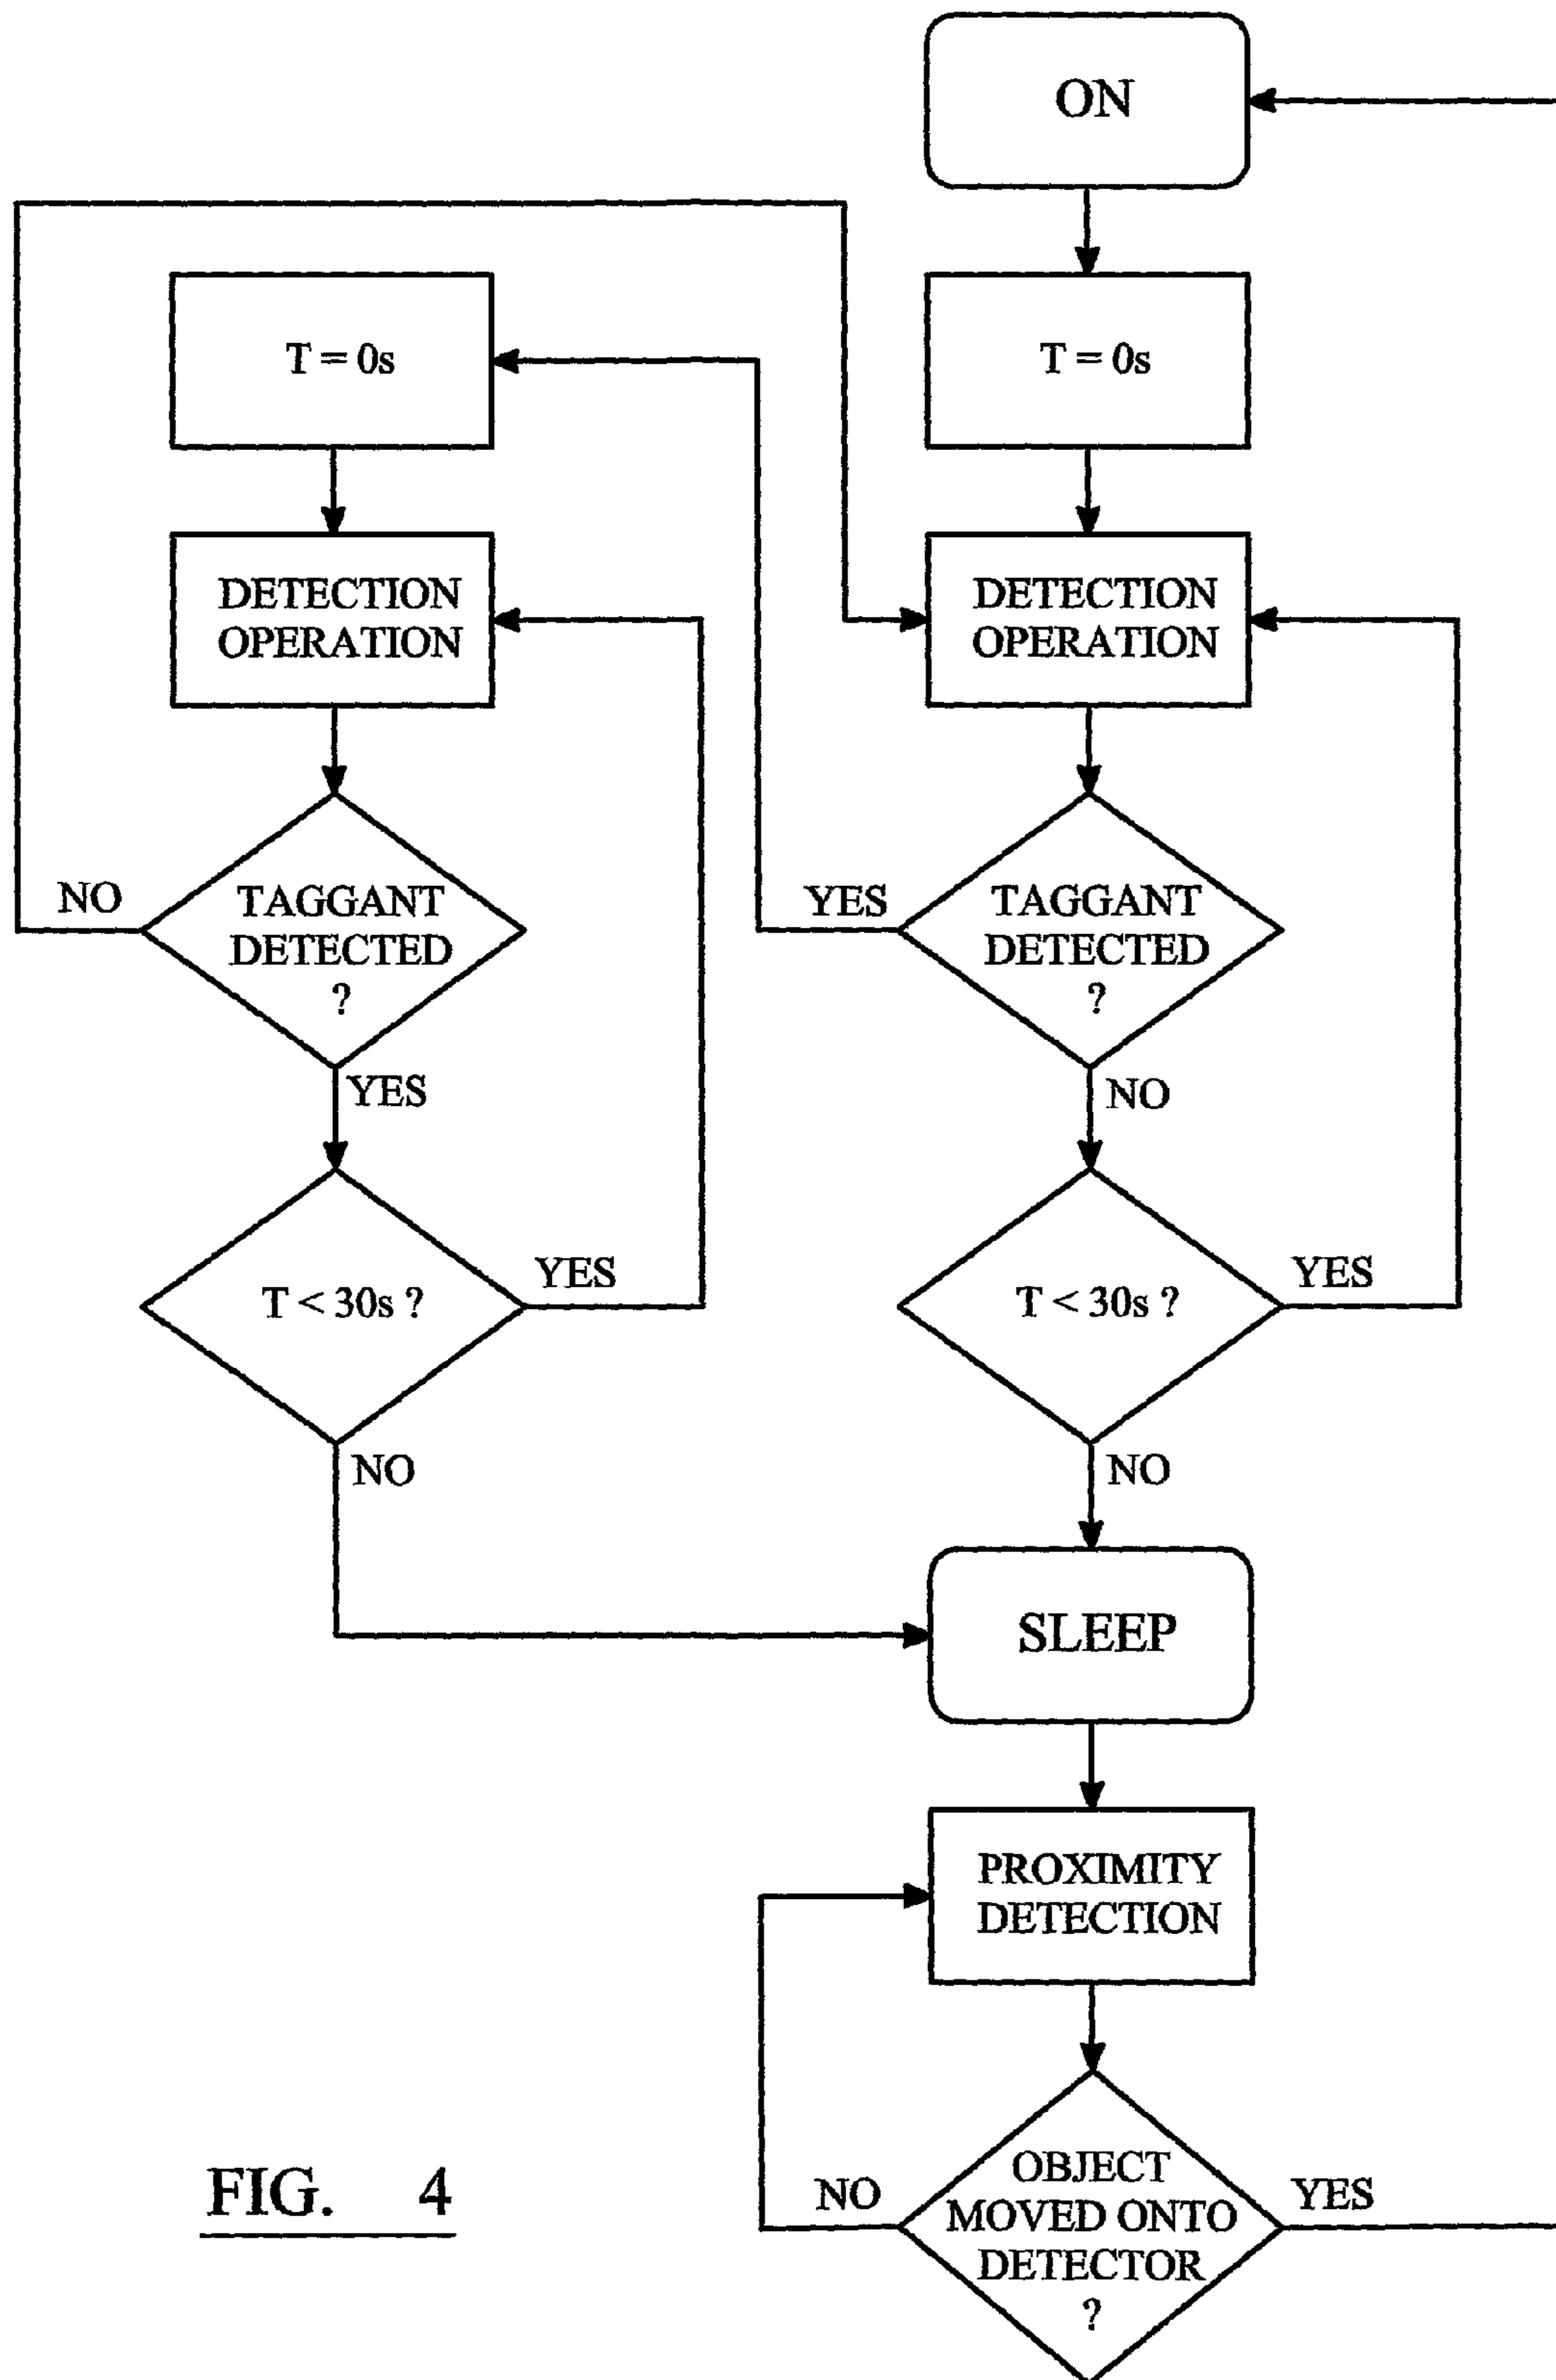 ON
T = 0s
T = 0s
DETECTION
OPERATION
DETECTION
OPERATION
NO
TAGGANT
DETECTED
?
YES
TAGGANT
DETECTED
?
YES
NO
T < 30s ?
YES
T < 30s ?
YES
NO
NO
SLEEP
PROXIMITY
DETECTION
NO
OBJECT
MOVED ONTO
DETECTOR
?
YES
FIG. 4